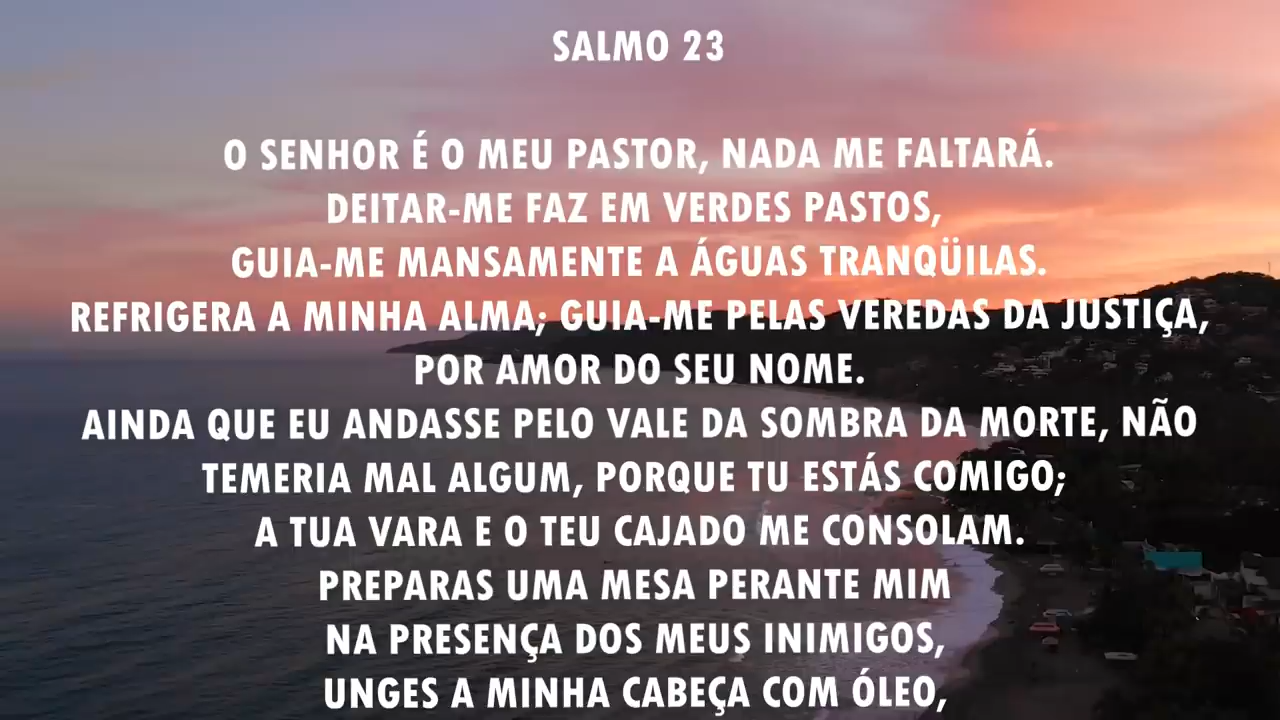 SALMO 23
O SENHOR É O MEU PASTOR, NADA ME FALTARÁ.
DEITAR-ME FAZ EM VERDES PASTOS,
GUIA-ME MANSAMENTE A ÁGUAS TRANQÜILAS.
REFRIGERA A MINHA ALMA; GUIA-ME PELAS VEREDAS DA JUSTIÇA,
POR AMOR DO SEU NOME.
AINDA QUE EU ANDASSE PELO VALE DA SOMBRA DA MORTE, NÃO
TEMERIA MAL ALGUM, PORQUE TU ESTÁS COMIGO;
A TUA VARA E O TEU CAJADO ME CONSOLAM.
PREPARAS UMA MESA PERANTE MIM
NA PRESENÇA DOS MEUS INIMIGOS,
UNGES A MINHA CABEÇA COM ÓLEO,